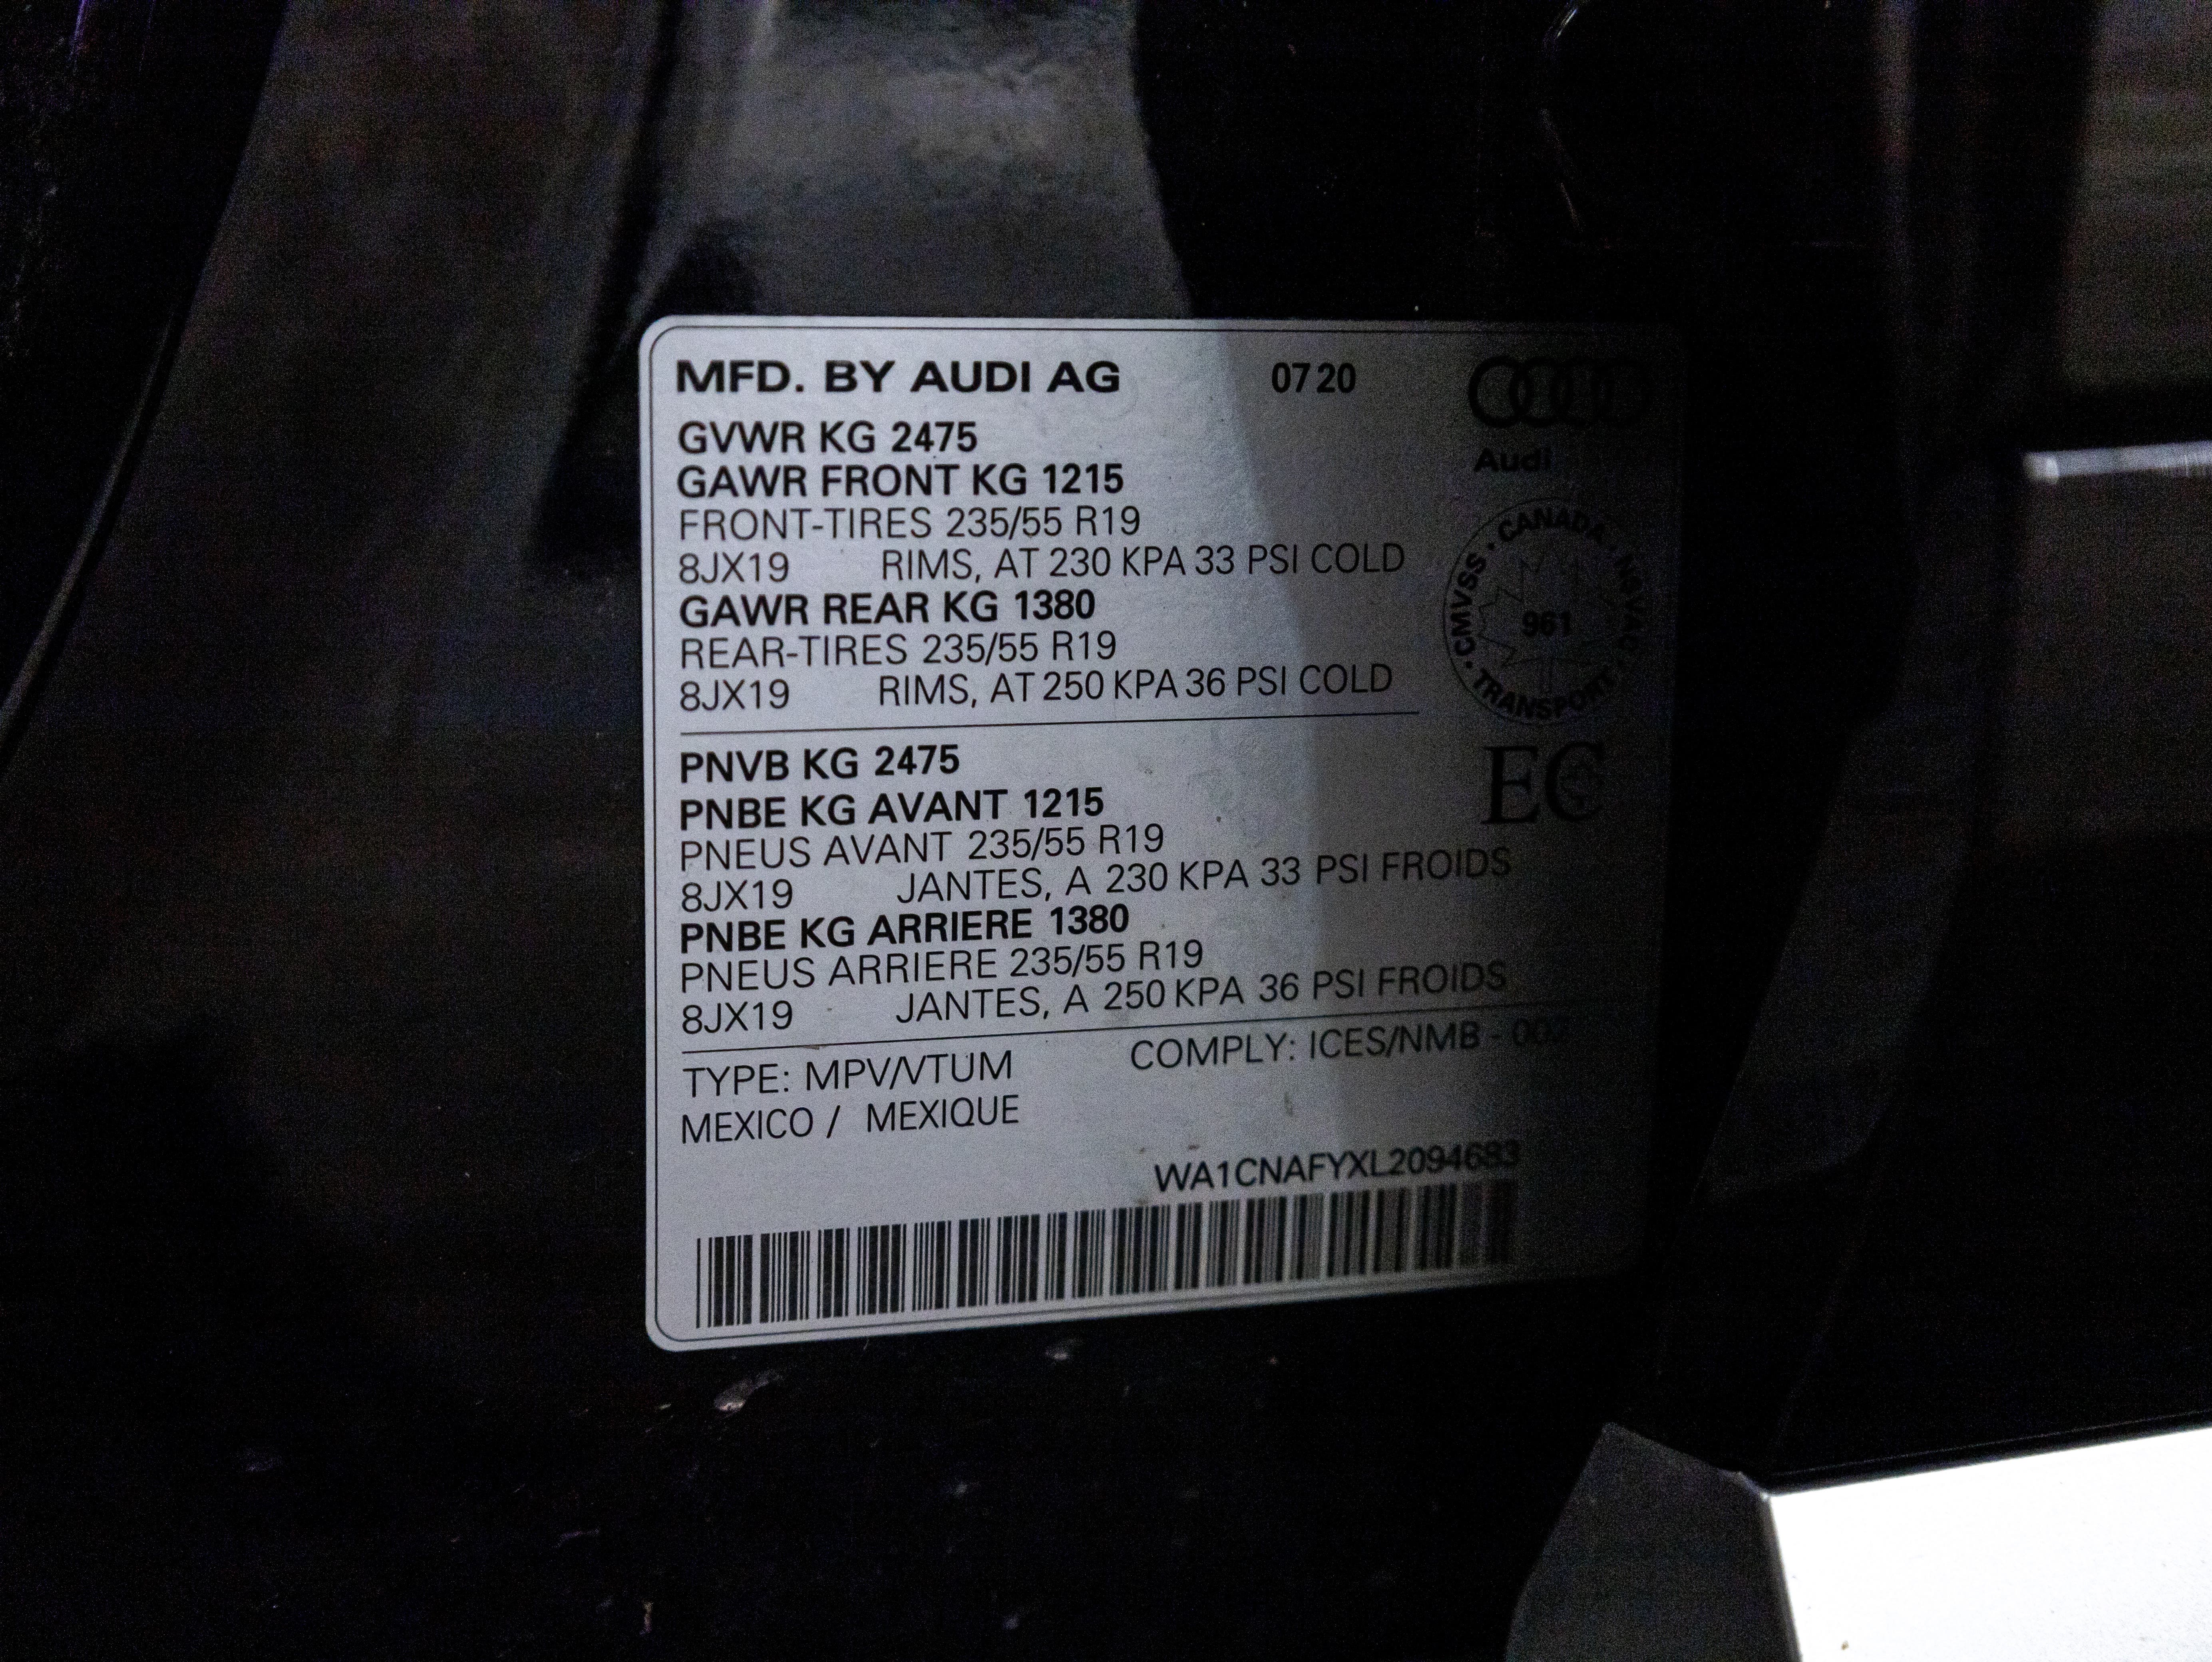 MFD. BY AUDI AG 07 20
Audi
GVWR KG 2475
GAWR FRONT KG 1215
FRONT-TIRES 235/55 R19
8JX19 RIMS, AT 230 KPA 33 PSI COLD
GAWR REAR KG 1380
REAR-TIRES 235/55 R19
8JX19 RIMS, AT 250 KPA 36 PSI COLD
CMVSS · CANADA · NSVAC · TRANSPORT ·
961
PNVB KG 2475
EC
PNBE KG AVANT 1215
PNEUS AVANT 235/55 R19
8JX19 JANTES, A 230 KPA 33 PSI FROIDS
PNBE KG ARRIERE 1380
PNEUS ARRIERE 235/55 R19
8JX19 JANTES, A 250 KPA 36 PSI FROIDS
TYPE: MPV/VTUM COMPLY: ICES/NMB - 002
MEXICO / MEXIQUE
WA1CNAFYXL2094683